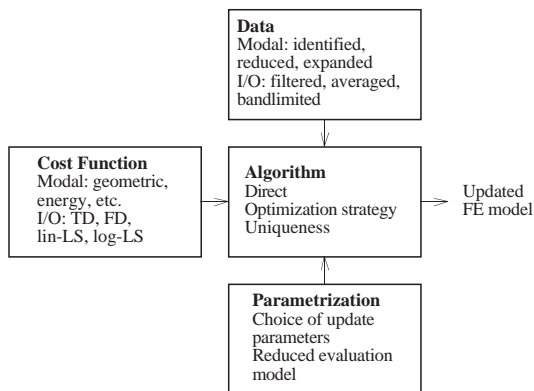 Data
Modal: identified,
reduced, expanded
I/O: filtered, averaged,
bandlimited
Cost Function
Modal: geometric,
energy, etc.
I/O: TD, FD,
lin-LS, log-LS
Algorithm
Direct
Optimization strategy
Uniqueness
Updated
FE model
Parametrization
Choice of update
parameters
Reduced evaluation
model